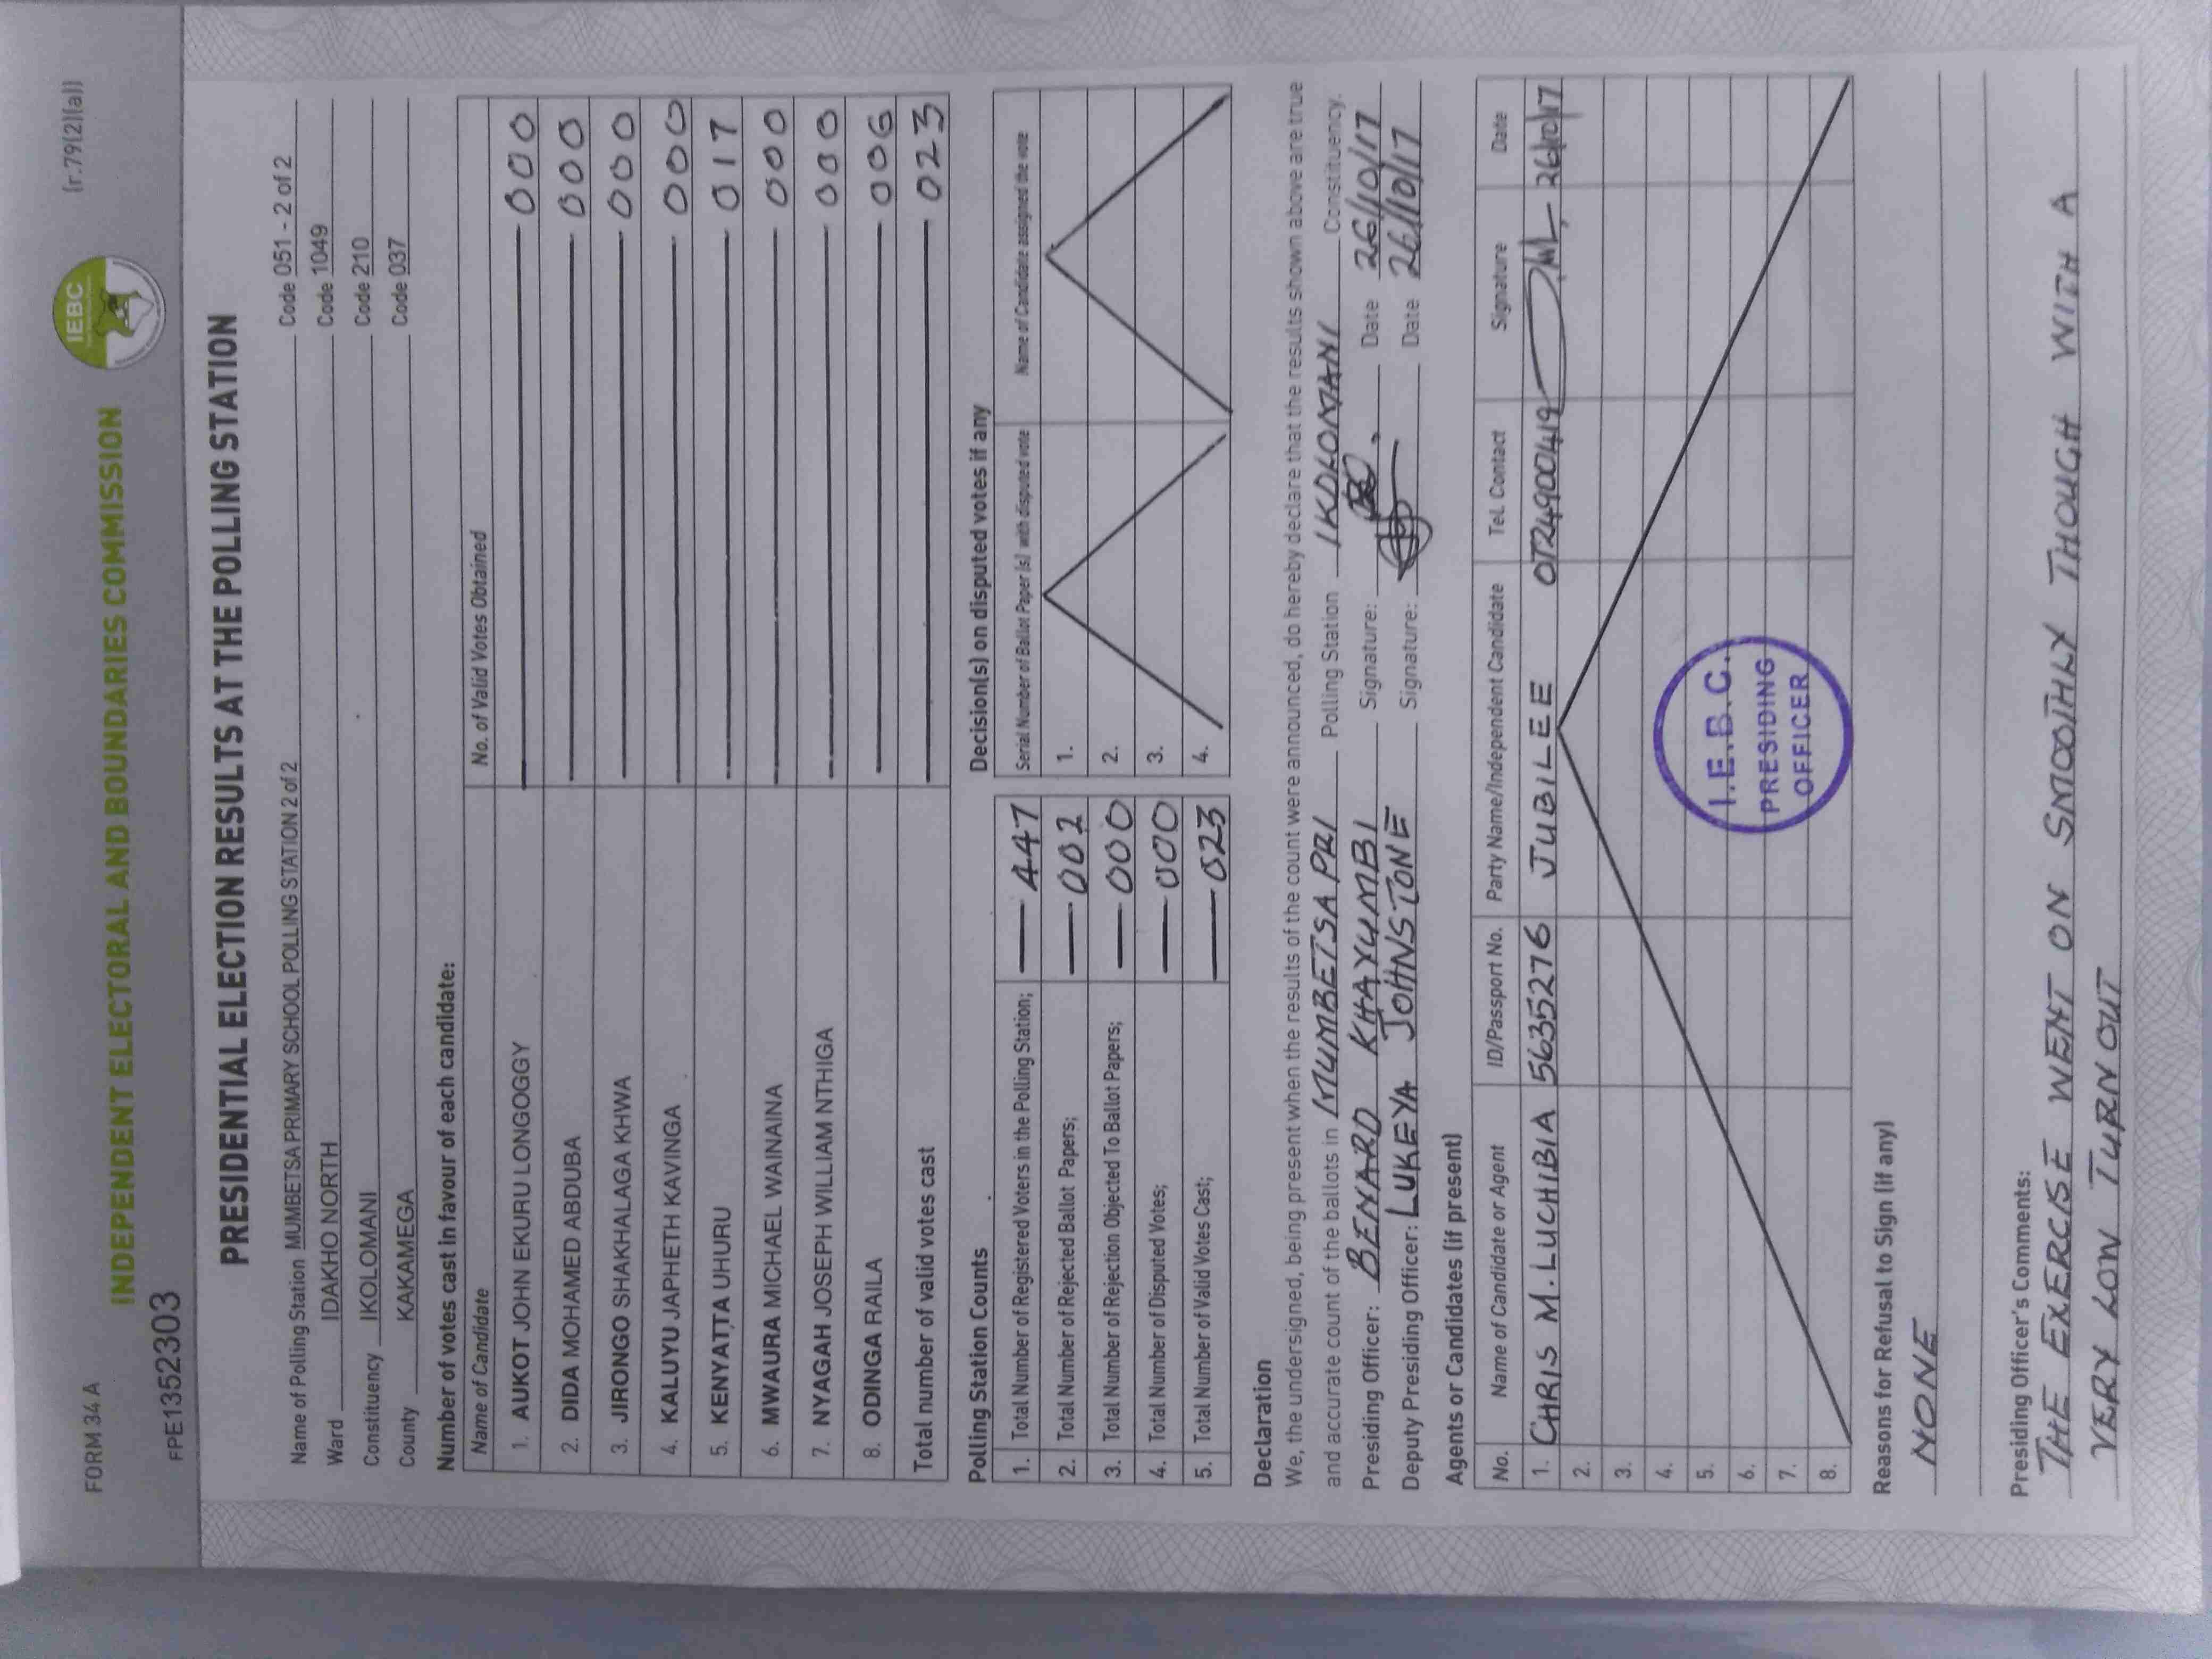 FORM 34 A
(r.79(2)(a))
IEBC
INDEPENDENT ELECTORAL AND BOUNDARIES COMMISSION
FPE1352303
PRESIDENTIAL ELECTION RESULTS AT THE POLLING STATION
Name of Polling Station MUMBETSA PRIMARY SCHOOL POLLING STATION 2 of 2 Code 051 - 2 of 2
Ward IDAKHO NORTH Code 1049
Constituency IKOLOMANI Code 210
County KAKAMEGA Code 037
Number of votes cast in favour of each candidate:
Name of Candidate No. of Valid Votes Obtained
1. AUKOT JOHN EKURU LONGOGGY 000
2. DIDA MOHAMED ABDUBA 000
3. JIRONGO SHAKHALAGA KHWA 000
4. KALUYU JAPHETH KAVINGA 000
5. KENYATTA UHURU 017
6. MWAURA MICHAEL WAINAINA 000
7. NYAGAH JOSEPH WILLIAM NTHIGA 000
8. ODINGA RAILA 006
Total number of valid votes cast 023
Polling Station Counts
1. Total Number of Registered Voters in the Polling Station; 447
2. Total Number of Rejected Ballot Papers; 002
3. Total Number of Rejection Objected To Ballot Papers; 000
4. Total Number of Disputed Votes; 000
5. Total Number of Valid Votes Cast; 023
Decision(s) on disputed votes if any
Serial Number of Ballot Paper (s) with disputed vote Name of Candidate assigned the vote
1.
2.
3.
4.
Declaration
We, the undersigned, being present when the results of the count were announced, do hereby declare that the results shown above are true
and accurate count of the ballots in MUMBETSA PRI Polling Station IKOLOMANI Constituency.
Presiding Officer: BENARD KHAYUMBI Signature: Date 26/10/17
Deputy Presiding Officer: LUKEYA JOHNSTONE Signature: Date 26/10/17
Agents or Candidates (if present)
No. Name of Candidate or Agent ID/Passport No. Party Name/Independent Candidate Tel. Contact Signature Date
1. CHRIS M. LUCHIBIA 5635276 JUBILEE 0724900419 26/10/17
2.
3.
4.
5.
6.
7.
8.
I.E.B.C.
PRESIDING
OFFICER
Reasons for Refusal to Sign (if any)
NONE
Presiding Officer's Comments:
THE EXERCISE WENT ON SMOOTHLY THOUGH WITH A
VERY LOW TURN OUT